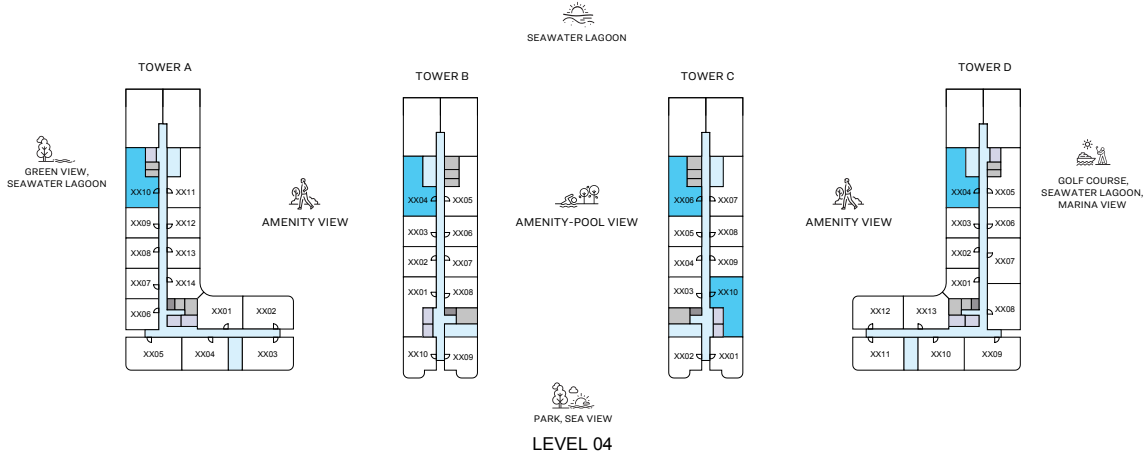 SEAWATER LAGOON
TOWER A
TOWER B
TOWER C
TOWER D
GREEN VIEW,
SEAWATER LAGOON
AMENITY VIEW
AMENITY-POOL VIEW
AMENITY VIEW
GOLF COURSE,
SEAWATER LAGOON,
MARINA VIEW
XX10
XX11
XX09
XX12
XX08
XX13
XX07
XX14
XX06
XX01
XX02
XX05
XX04
XX03
XX04
XX05
XX03
XX06
XX02
XX07
XX01
XX08
XX10
XX09
XX06
XX07
XX05
XX08
XX04
XX09
XX03
XX10
XX02
XX01
XX04
XX05
XX03
XX06
XX02
XX07
XX01
XX08
XX12
XX13
XX11
XX10
XX09
PARK, SEA VIEW
LEVEL 04